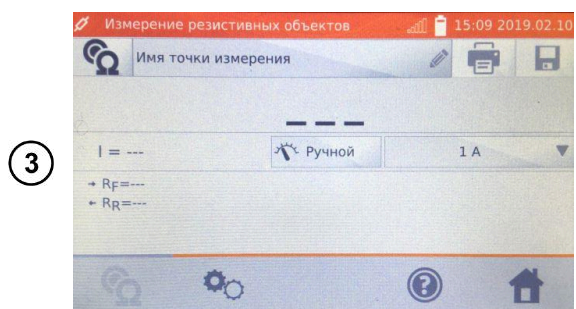 Измерение резистивных объектов 15:09 2019.02.10
Имя точки измерения
---
I = --- Ручной 1 A
3
→ RF=---
← RR=---